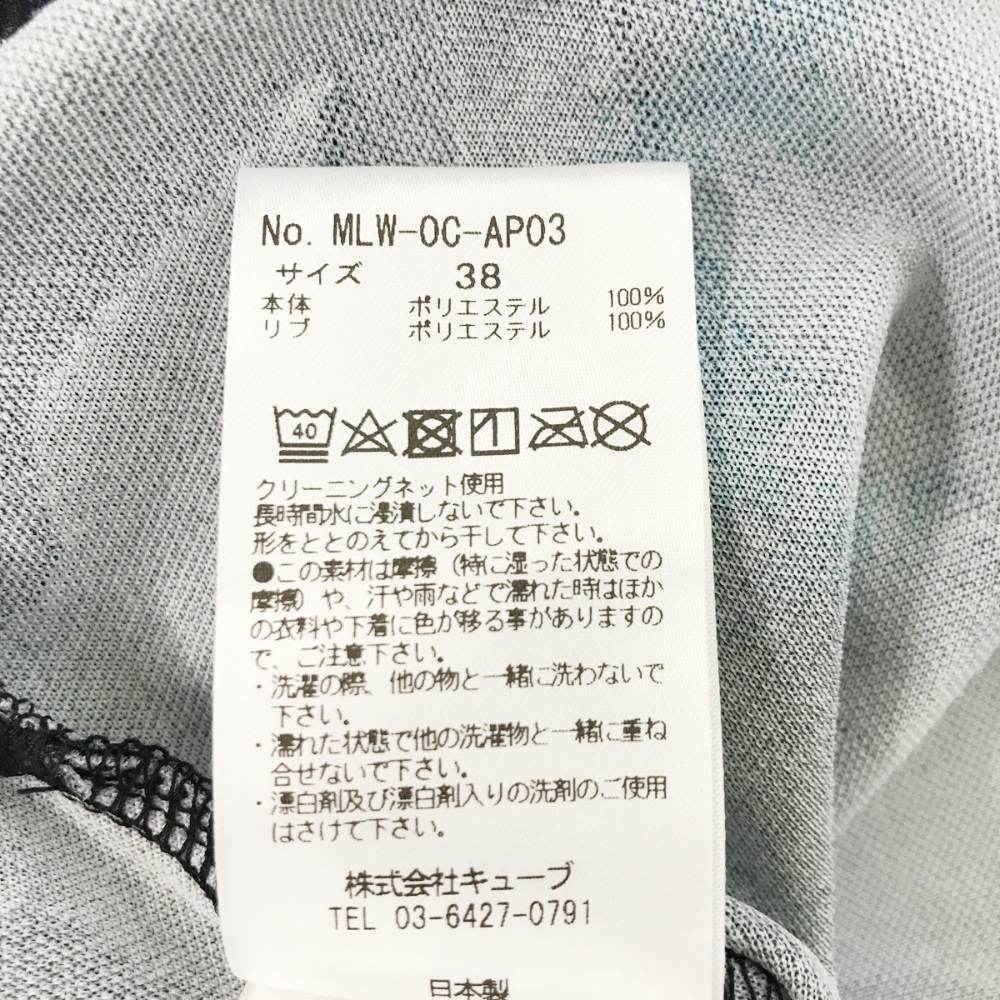 No. MLW-OC-AP03
サイズ 38
本体 ポリエステル 100%
リブ ポリエステル 100%
40
クリーニングネット使用
長時間水に浸漬しないで下さい。
形をととのえてから干して下さい。
●この素材は摩擦（特に湿った状態での
摩擦）や、汗や雨などで濡れた時はほか
の衣料や下着に色が移る事がありますの
で、ご注意下さい。
・洗濯の際、他の物と一緒に洗わないで
下さい。
・濡れた状態で他の洗濯物と一緒に重ね
合せないで下さい。
・漂白剤及び漂白剤入りの洗剤のご使用
はさけて下さい。
株式会社キューブ
TEL 03-6427-0791
日本製